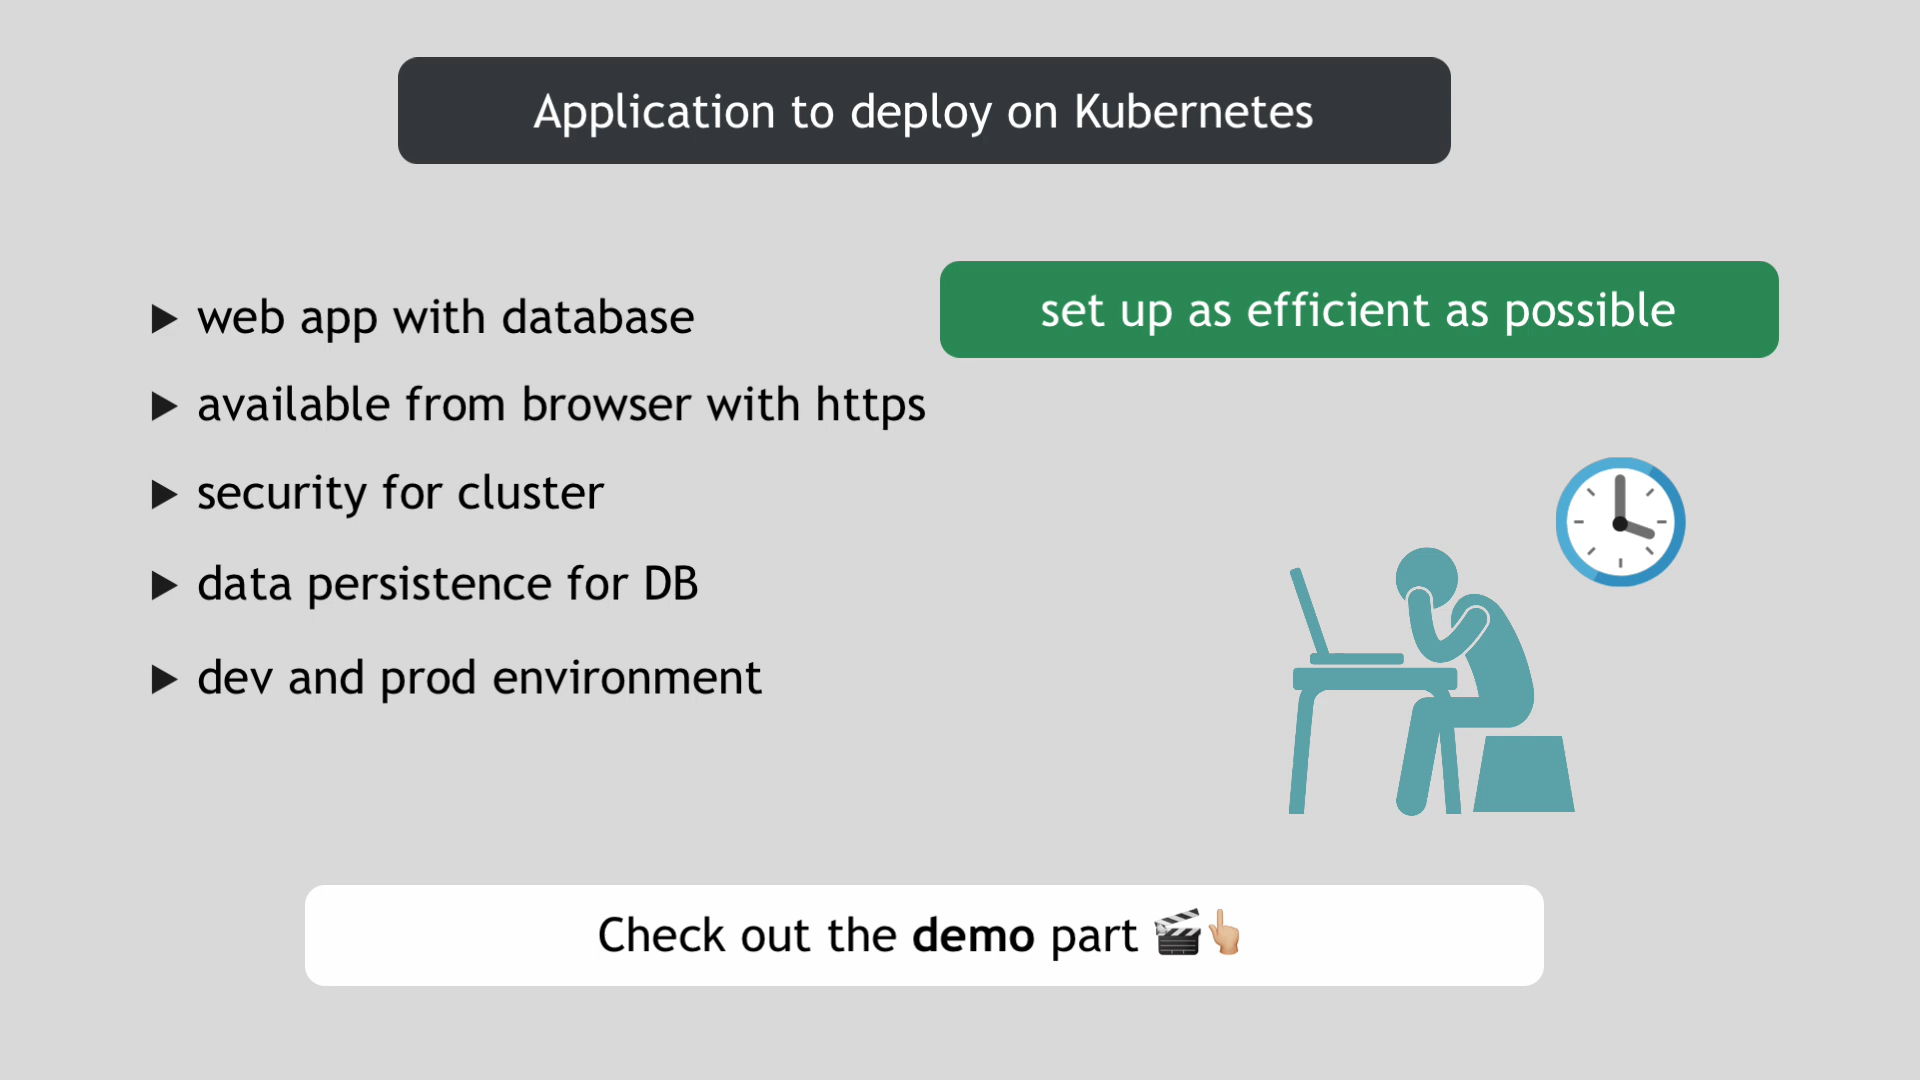 Application to deploy on Kubernetes
set up as efficient as possible
web app with database
available from browser with https
security for cluster
data persistence for DB
dev and prod environment
Check out the demo part 🎬👆🏼